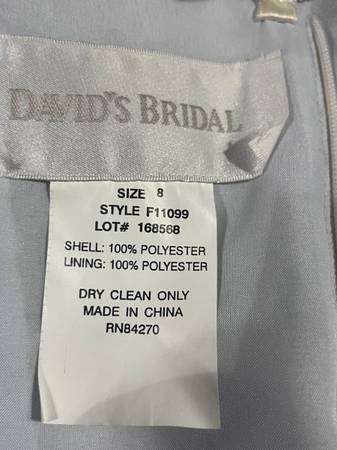 DAVID'S BRIDAL
SIZE 8
STYLE F11099
LOT# 168568
SHELL: 100% POLYESTER
LINING: 100% POLYESTER
DRY CLEAN ONLY
MADE IN CHINA
RN84270